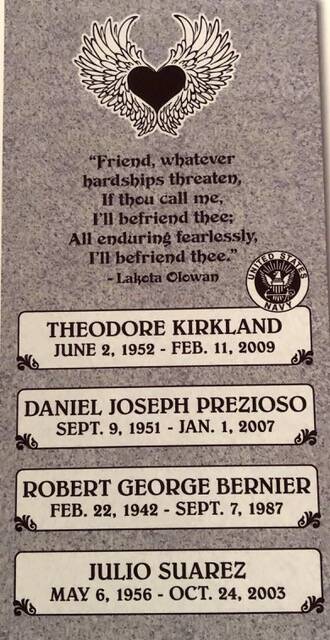 “Friend, whatever
hardships threaten,
If thou call me,
I'll befriend thee;
All enduring fearlessly,
I'll befriend thee.”
- Lakota Olowan
UNITED STATES
NAVY
THEODORE KIRKLAND
JUNE 2, 1952 - FEB. 11, 2009
DANIEL JOSEPH PREZIOSO
SEPT. 9, 1951 - JAN. 1, 2007
ROBERT GEORGE BERNIER
FEB. 22, 1942 - SEPT. 7, 1987
JULIO SUAREZ
MAY 6, 1956 - OCT. 24, 2003